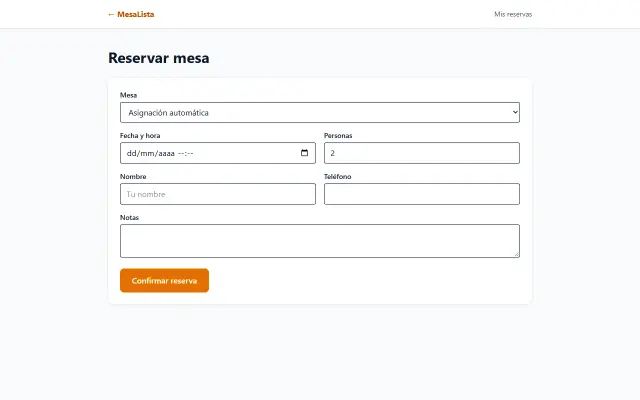 ← MesaLista
Mis reservas
Reservar mesa
Mesa
Asignación automática
Fecha y hora
Personas
dd/mm/aaaa --:--
2
Nombre
Teléfono
Tu nombre
Notas
Confirmar reserva